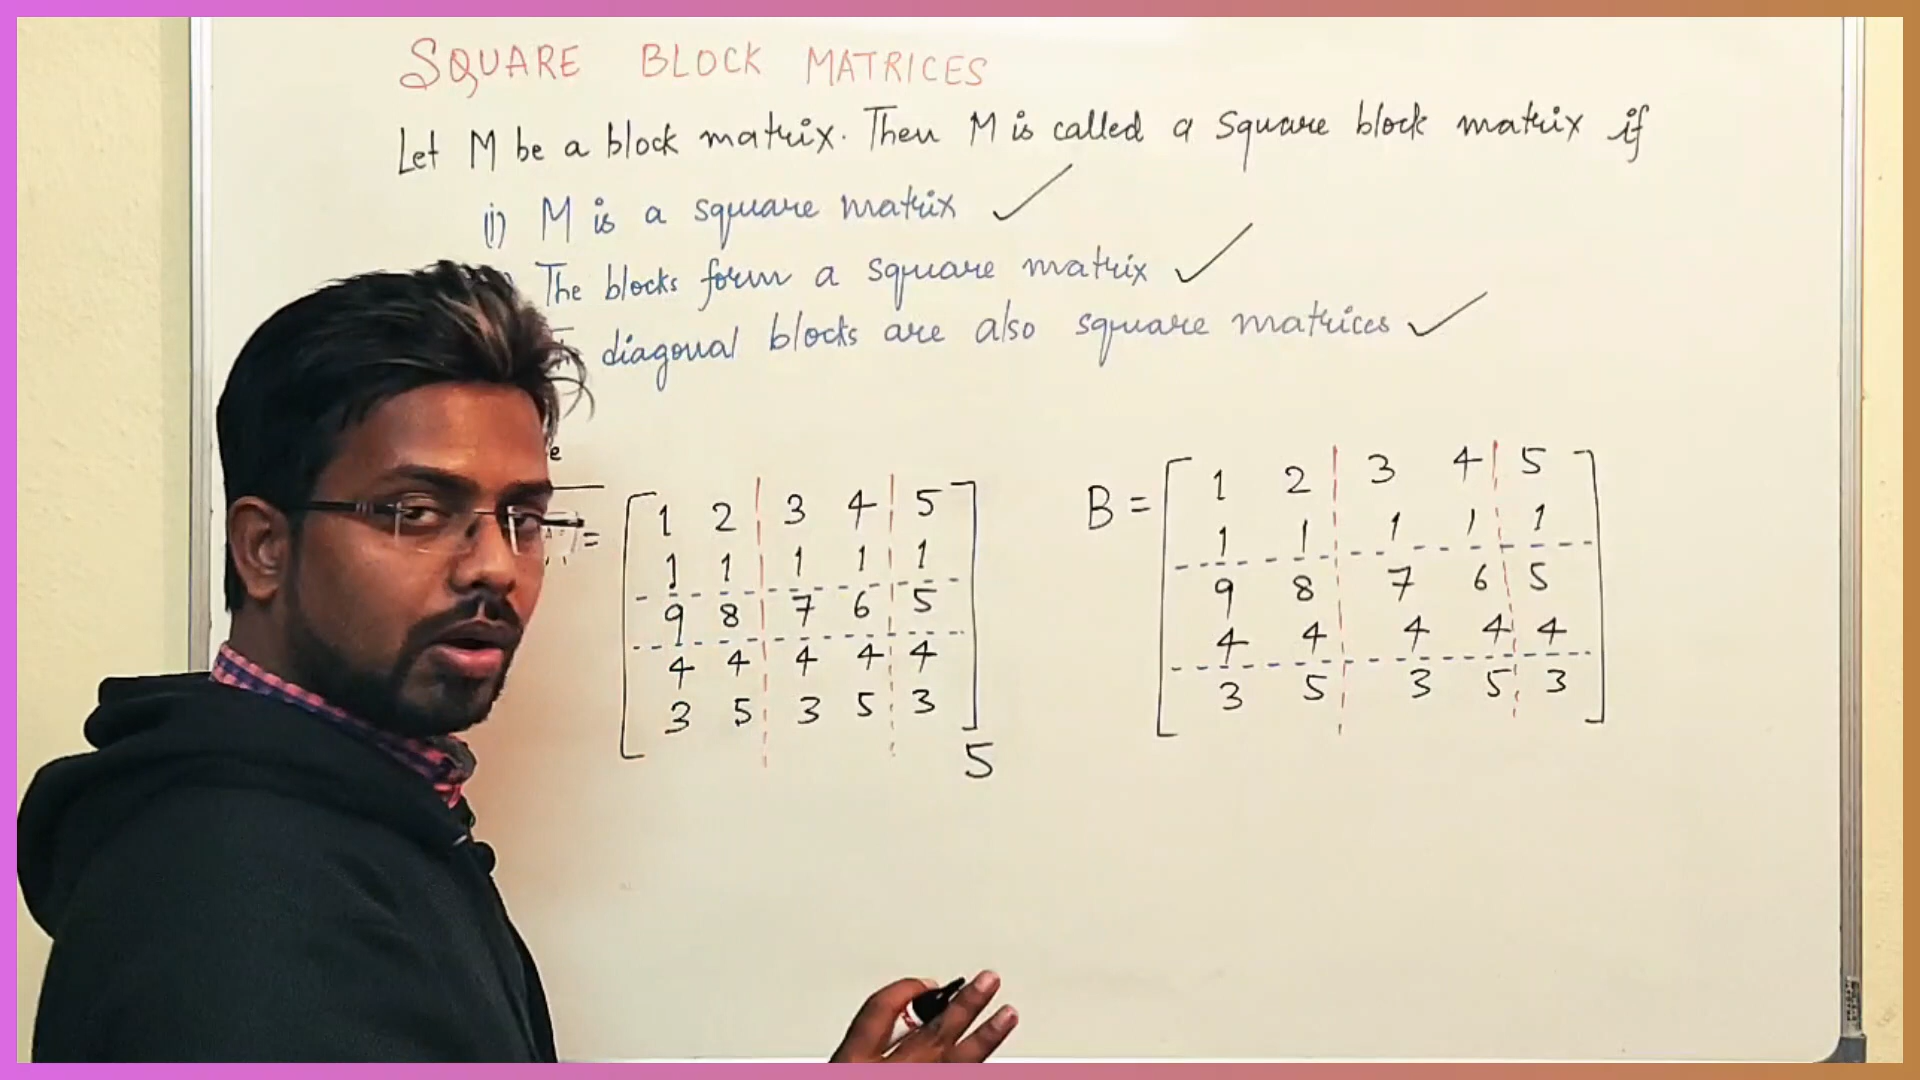 SQUARE BLOCK MATRICES
Let M be a block matrix. Then M is called a square block matrix if
(i) M is a square matrix ✓
The blocks form a square matrix ✓
diagonal blocks are also square matrices ✓
e
= [ 1 2 3 4 5
1 1 1 1 1
9 8 7 6 5
4 4 4 4 4
3 5 3 5 3 ]
5
B = [ 1 2 3 4 5
1 1 1 1 1
9 8 7 6 5
4 4 4 4 4
3 5 3 5 3 ]